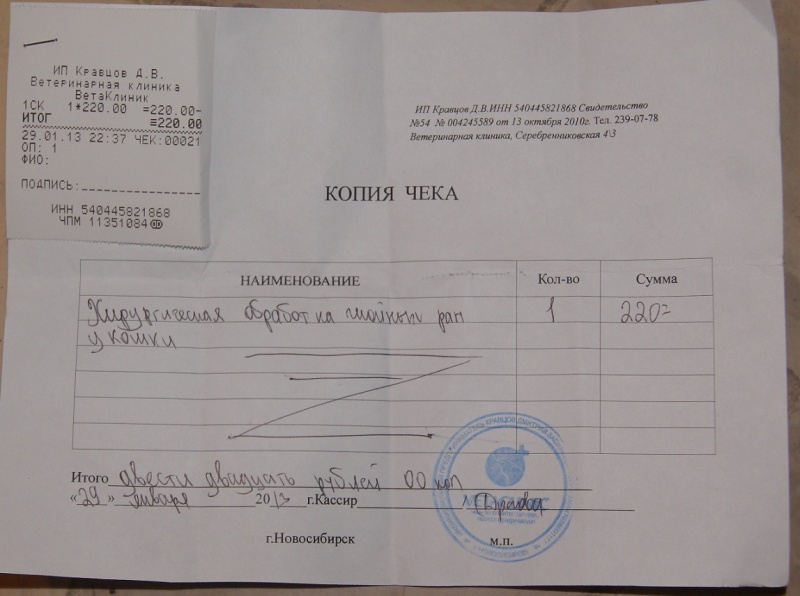 ИП Кравцов Д.В.
Ветеринарная клиника
ВетаКлиник
1СК 1*220.00 =220.00-
ИТОГ ≡220.00
29.01.13 22:37 ЧЕК:00021
ОП: 1
ФИО:
ПОДПИСЬ:
ИНН 540445821868
ЧПМ 11351084
ИП Кравцов Д.В.ИНН 540445821868 Свидетельство
№54 № 004245589 от 13 октября 2010г. Тел. 239-07-78
Ветеринарная клиника, Серебренниковская 4\3
КОПИЯ ЧЕКА
НАИМЕНОВАНИЕ Кол-во Сумма
Хирургическая обработка гнойных ран 1 220=
у кошки
Итого двести двадцать рублей 00 коп
«29» января 2013 г.Кассир /
г.Новосибирск м.п.